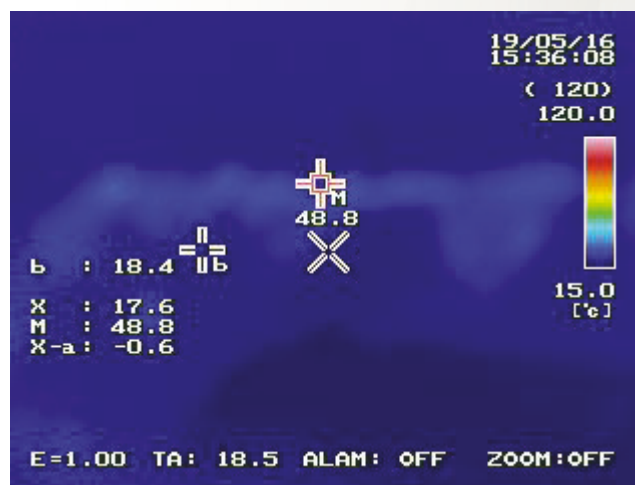 19/05/16
15:36:08
( 120)
120.0
M
48.8
b : 18.4
b
X : 17.6
M : 48.8
X-a: -0.6
15.0
[℃]
E=1.00 TA: 18.5 ALAM: OFF ZOOM:OFF